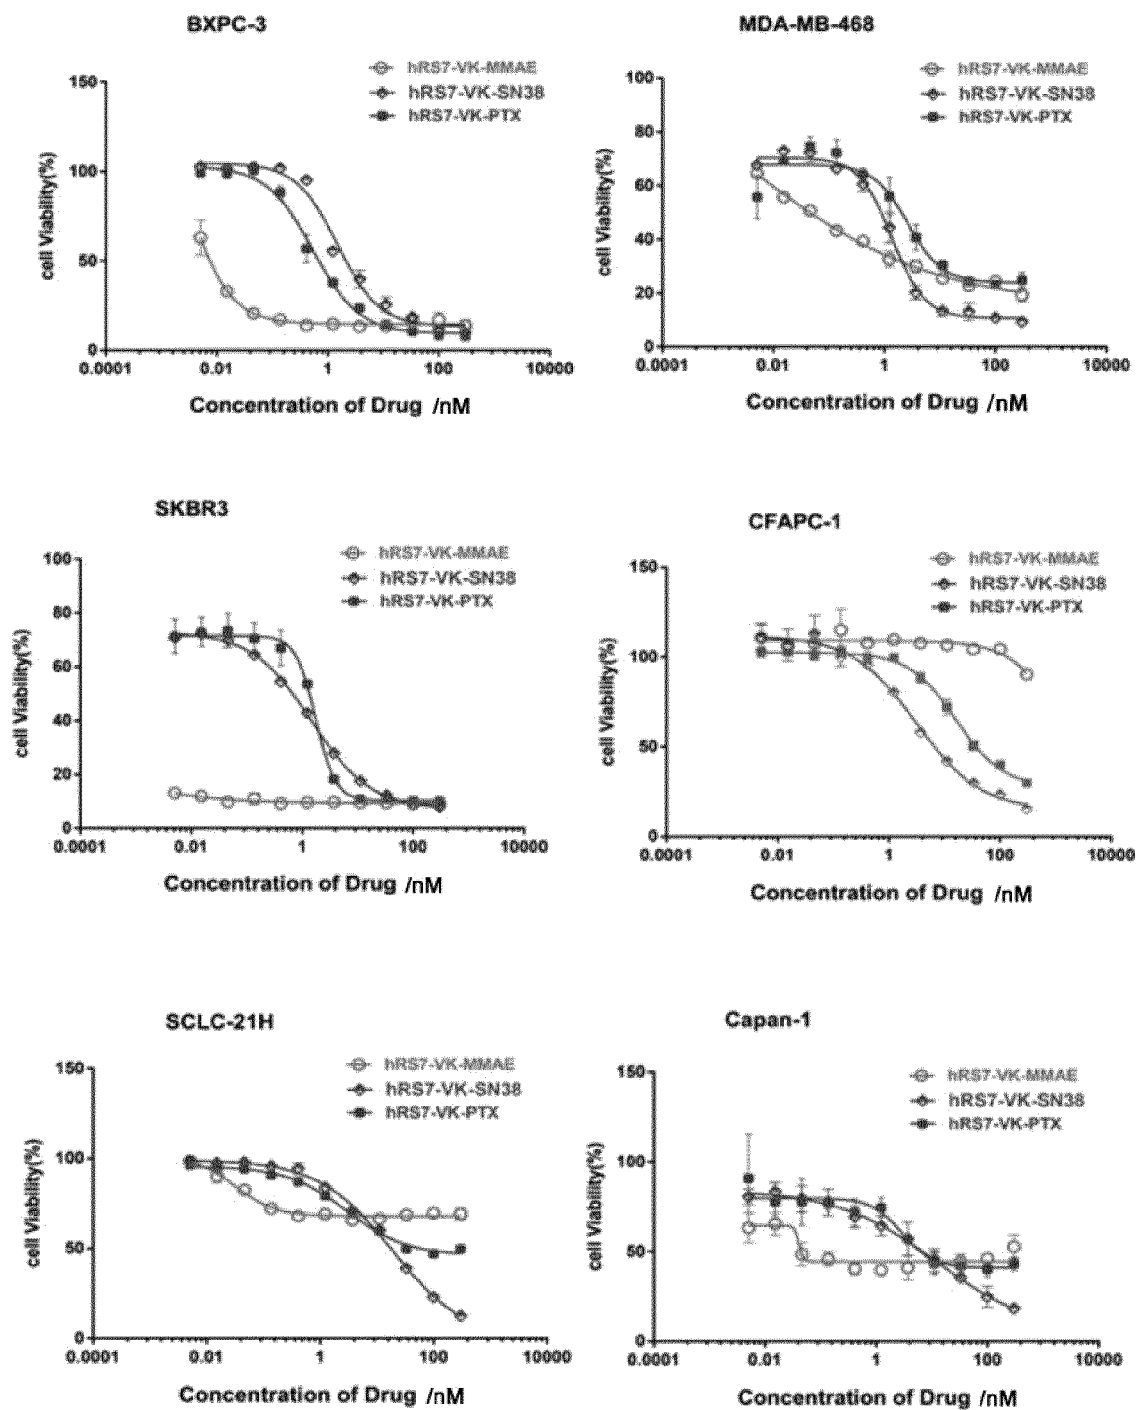 BXPC-3
hRS7-VK-MMAE
hRS7-VK-SN38
hRS7-VK-PTX
cell Viability(%)
150
100
50
0
0.0001
0.01
1
100
10000
Concentration of Drug /nM
MDA-MB-468
hRS7-VK-MMAE
hRS7-VK-SN38
hRS7-VK-PTX
cell Viability(%)
100
80
60
40
20
0
0.0001
0.01
1
100
10000
Concentration of Drug /nM
SKBR3
hRS7-VK-MMAE
hRS7-VK-SN38
hRS7-VK-PTX
cell Viability(%)
100
80
60
40
20
0
0.0001
0.01
1
100
10000
Concentration of Drug /nM
CFAPC-1
hRS7-VK-MMAE
hRS7-VK-SN38
hRS7-VK-PTX
cell Viability(%)
150
100
50
0
0.0001
0.01
1
100
10000
Concentration of Drug /nM
SCLC-21H
hRS7-VK-MMAE
hRS7-VK-SN38
hRS7-VK-PTX
cell Viability(%)
150
100
50
0
0.0001
0.01
1
100
10000
Concentration of Drug /nM
Capan-1
hRS7-VK-MMAE
hRS7-VK-SN38
hRS7-VK-PTX
cell Viability(%)
150
100
50
0
0.0001
0.01
1
100
10000
Concentration of Drug /nM